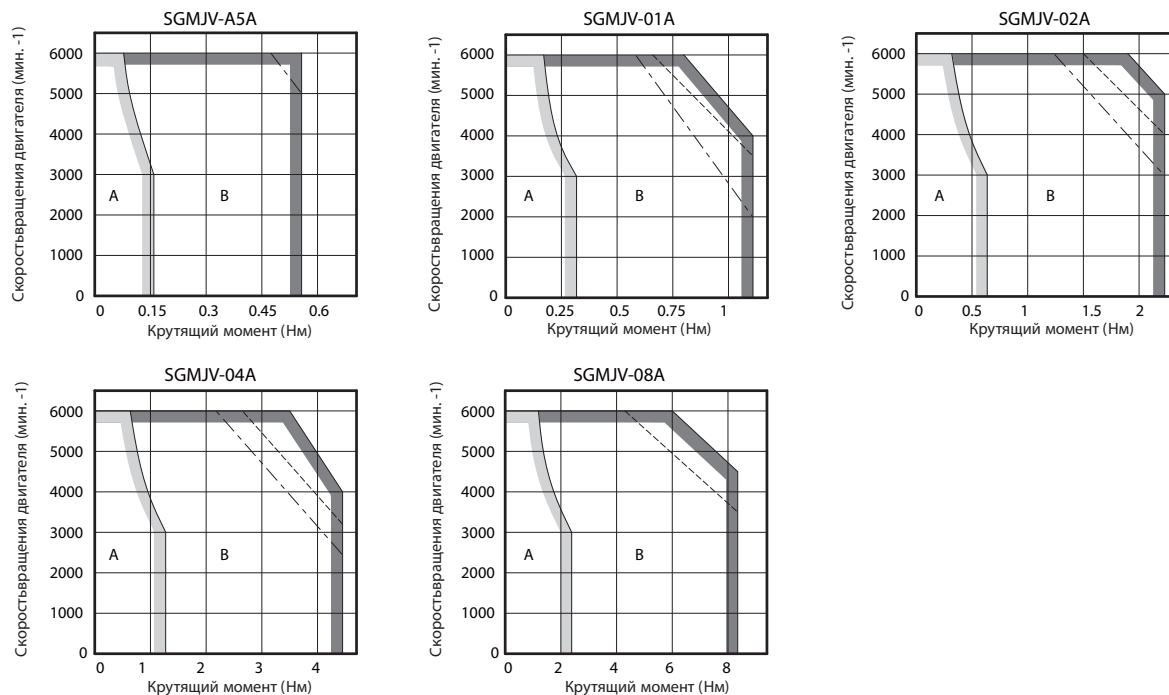 SGMJV-A5A
Скоростьвращения двигателя (мин. -1)
6000
5000
4000
3000
2000
1000
0
A
B
0 0.15 0.3 0.45 0.6
Крутящий момент (Нм)
SGMJV-01A
Скоростьвращения двигателя (мин. -1)
6000
5000
4000
3000
2000
1000
0
A
B
0 0.25 0.5 0.75 1
Крутящий момент (Нм)
SGMJV-02A
Скоростьвращения двигателя (мин. -1)
6000
5000
4000
3000
2000
1000
0
A
B
0 0.5 1 1.5 2
Крутящий момент (Нм)
SGMJV-04A
Скоростьвращения двигателя (мин. -1)
6000
5000
4000
3000
2000
1000
0
A
B
0 1 2 3 4
Крутящий момент (Нм)
SGMJV-08A
Скоростьвращения двигателя (мин. -1)
6000
5000
4000
3000
2000
1000
0
A
B
0 2 4 6 8
Крутящий момент (Нм)